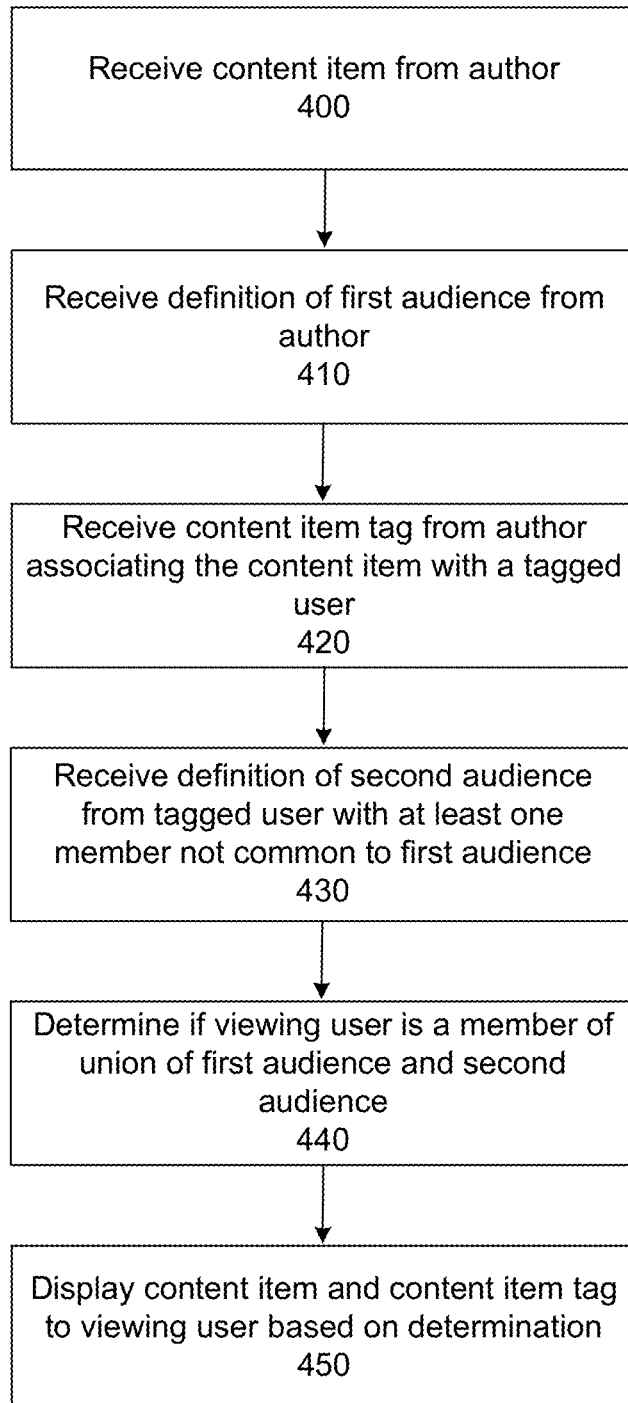 Receive content item from author
400
Receive definition of first audience from
author
410
Receive content item tag from author
associating the content item with a tagged
user
420
Receive definition of second audience
from tagged user with at least one
member not common to first audience
430
Determine if viewing user is a member of
union of first audience and second
audience
440
Display content item and content item tag
to viewing user based on determination
450